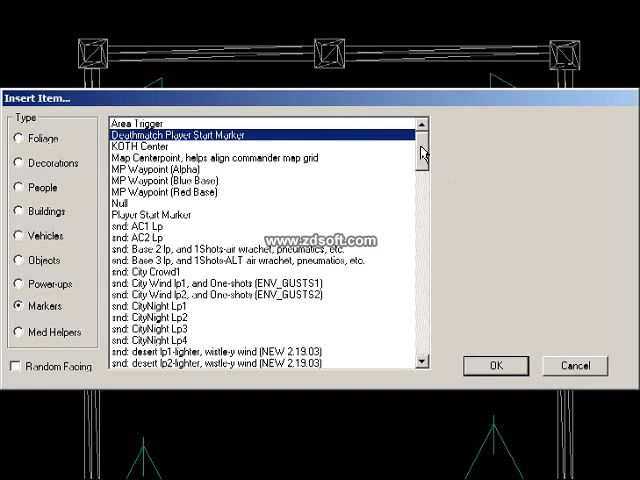 Insert Item...
Type
Foliage
Decorations
People
Buildings
Vehicles
Objects
Power-ups
Markers
Med Helpers
Random Facing
Area Trigger
Deathmatch Player Start Marker
KOTH Center
Map Centerpoint, helps align commander map grid
MP Waypoint (Alpha)
MP Waypoint (Blue Base)
MP Waypoint (Red Base)
Null
Player Start Marker
snd: AC1 Lp
snd: AC2 Lp
www.zdsoft.com
snd: Base 2 lp, and 1Shots-air wrachet, pneumatics, etc.
snd: Base 3 lp, and 1Shots-ALT air wrachet, pneumatics, etc.
snd: City Crowd1
snd: City Wind lp1, and One-shots (ENV_GUSTS1)
snd: City Wind lp2, and One-shots (ENV_GUSTS2)
snd: CityNight Lp1
snd: CityNight Lp2
snd: CityNight Lp3
snd: CityNight Lp4
snd: desert lp1-lighter, wistle-y wind (NEW 2.19.03)
snd: desert lp2-lighter, wistle-y wind (NEW 2.19.03)
OK
Cancel